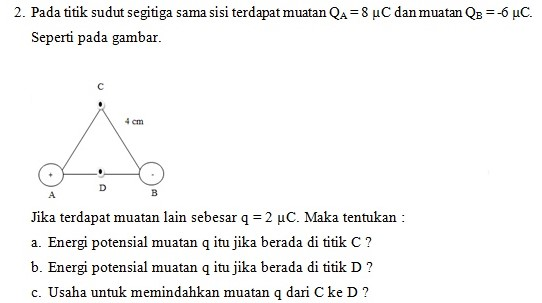 2. Pada titik sudut segitiga sama sisi terdapat muatan QA = 8 μC dan muatan QB = -6 μC.
Seperti pada gambar.
C
4 cm
+
-
D
A
B
Jika terdapat muatan lain sebesar q = 2 μC. Maka tentukan :
a. Energi potensial muatan q itu jika berada di titik C ?
b. Energi potensial muatan q itu jika berada di titik D ?
c. Usaha untuk memindahkan muatan q dari C ke D ?